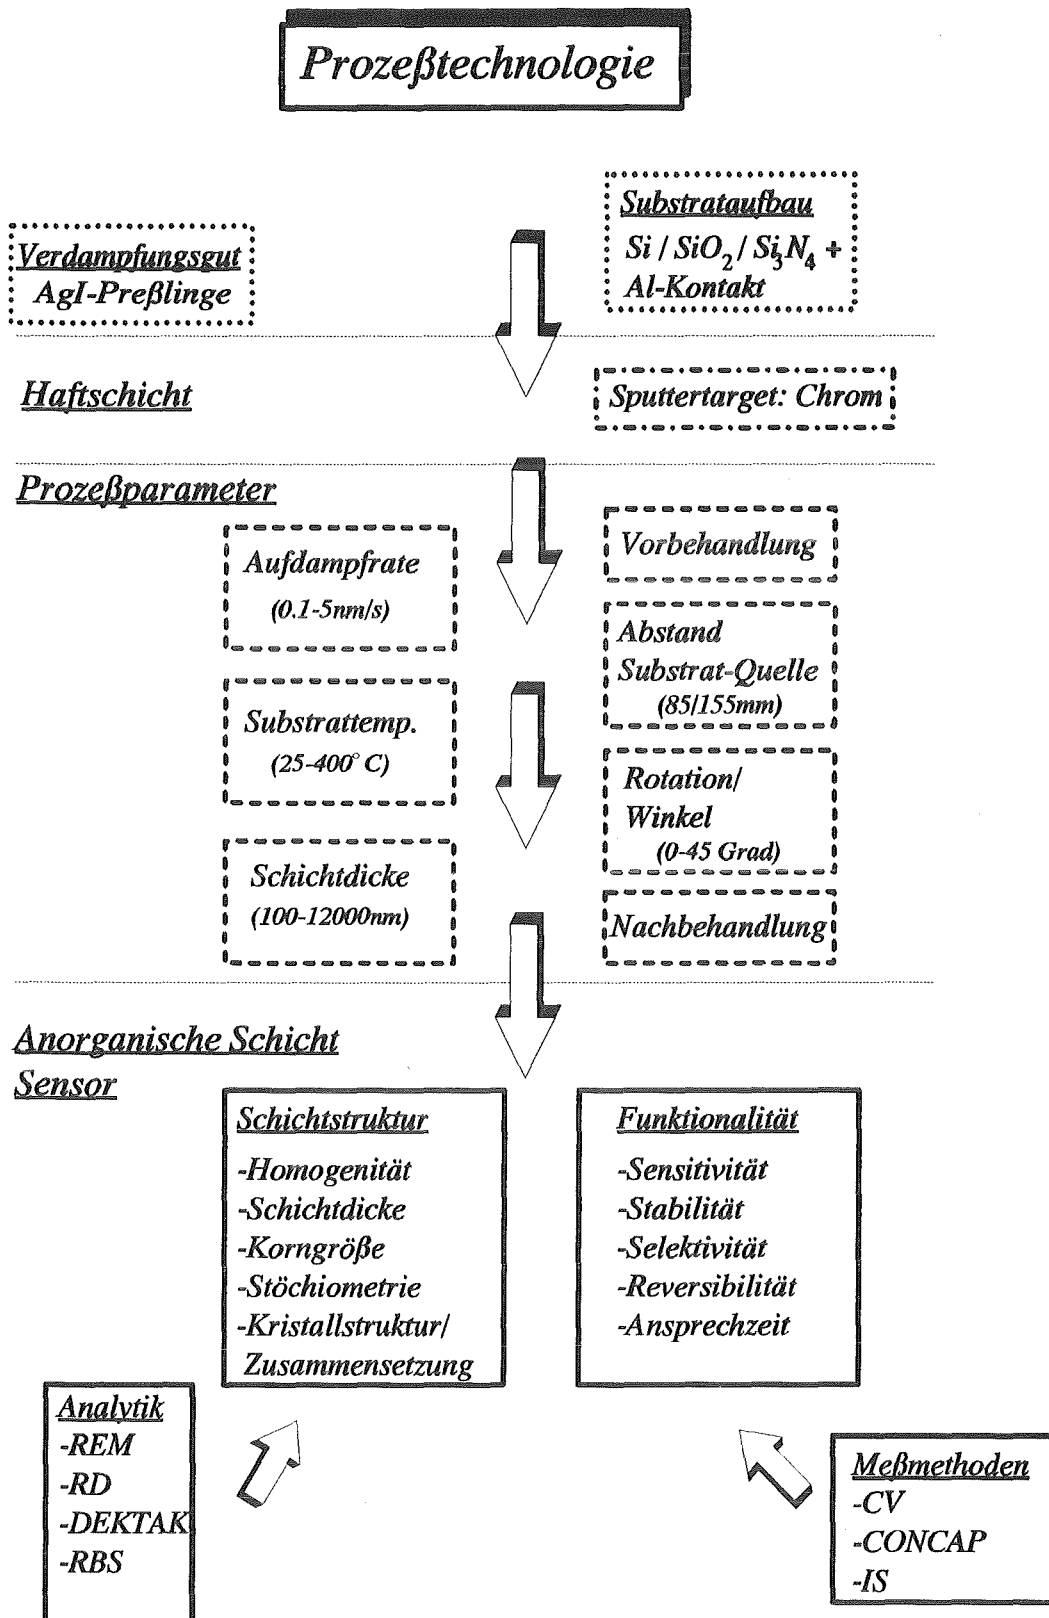 Prozeßtechnologie
Verdampfungsgut
AgI-Preßlinge
Substrataufbau
Si / SiO2 / Si3N4 +
Al-Kontakt
Haftschicht
Sputtertarget: Chrom
Prozeßparameter
Aufdampfrate
(0.1-5nm/s)
Substrattemp.
(25-400° C)
Schichtdicke
(100-12000nm)
Vorbehandlung
Abstand
Substrat-Quelle
(85/155mm)
Rotation/
Winkel
(0-45 Grad)
Nachbehandlung
Anorganische Schicht
Sensor
Schichtstruktur
-Homogenität
-Schichtdicke
-Korngröße
-Stöchiometrie
-Kristallstruktur/
Zusammensetzung
Funktionalität
-Sensitivität
-Stabilität
-Selektivität
-Reversibilität
-Ansprechzeit
Analytik
-REM
-RD
-DEKTAK
-RBS
Meßmethoden
-CV
-CONCAP
-IS